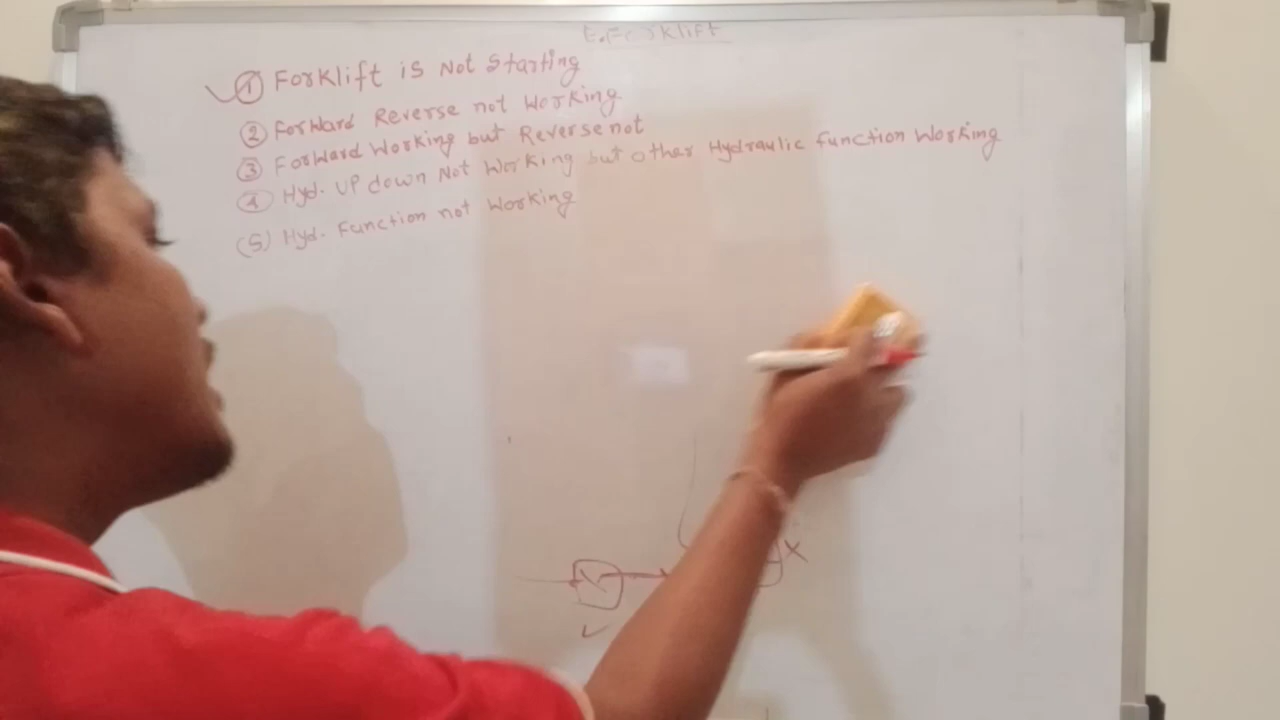 E.Forklift
① Forklift is Not Starting
② Forward Reverse not Working
③ Forward Working but Reverse not
④ Hyd. UP down Not Working but other Hydraulic function Working
(5) Hyd. Function not Working
V
X